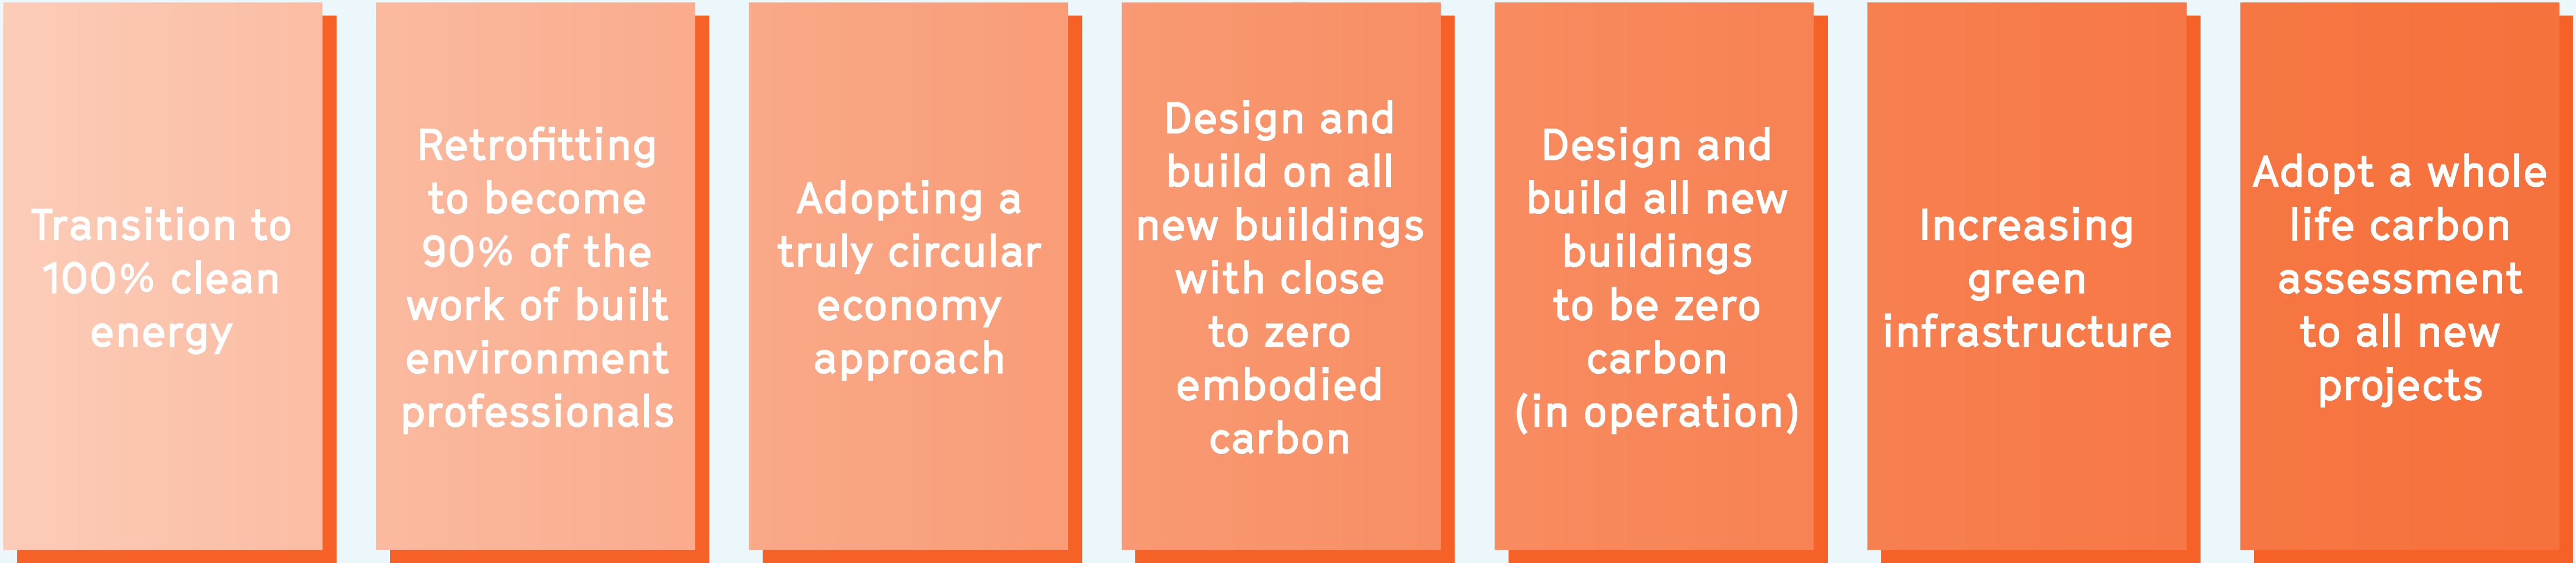 Transition to
100% clean
energy
Retrofitting
to become
90% of the
work of built
environment
professionals
Adopting a
truly circular
economy
approach
Design and
build on all
new buildings
with close
to zero
embodied
carbon
Design and
build all new
buildings
to be zero
carbon
(in operation)
Increasing
green
infrastructure
Adopt a whole
life carbon
assessment
to all new
projects